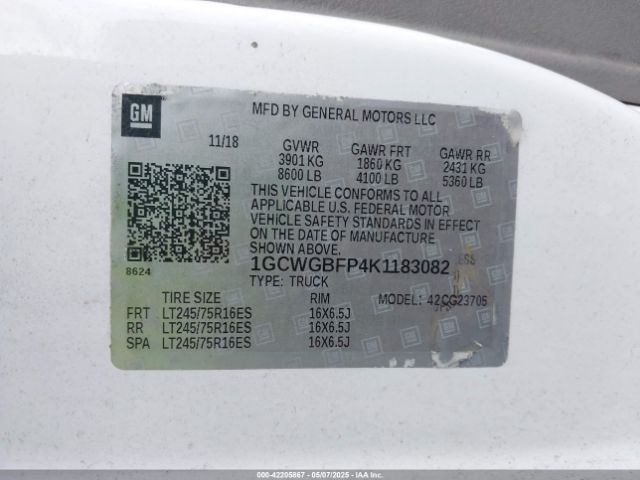 GM
MFD BY GENERAL MOTORS LLC
11/18 GVWR GAWR FRT GAWR RR
3901 KG 1860 KG 2431 KG
8600 LB 4100 LB 5360 LB
THIS VEHICLE CONFORMS TO ALL
APPLICABLE U.S. FEDERAL MOTOR
VEHICLE SAFETY STANDARDS IN EFFECT
ON THE DATE OF MANUFACTURE
SHOWN ABOVE.
8624 1GCWGBFP4K1183082
TYPE: TRUCK MODEL: 42CG23705
TIRE SIZE RIM
FRT LT245/75R16ES 16X6.5J
RR LT245/75R16ES 16X6.5J
SPA LT245/75R16ES 16X6.5J
000-42205867 - 05/07/2025 - IAAI.COM